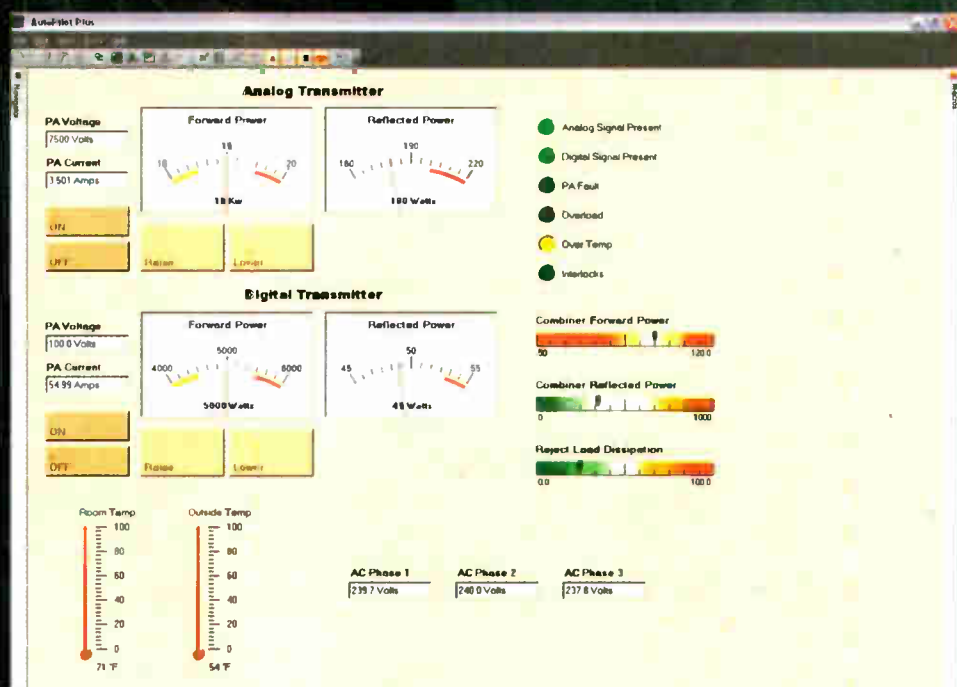 AutoPilot Plus
Navigator
Macros
Analog Transmitter
PA Voltage
7500 Volts
PA Current
3.501 Amps
ON
OFF
Forward Power
18
20
18 Kw
Reflected Power
180
190
220
Raise
Lower
Analog Signal Present
Digital Signal Present
PA Fault
Overload
Over Temp
Interlocks
Digital Transmitter
PA Voltage
100.0 Volts
PA Current
54.99 Amps
ON
OFF
Forward Power
4000
5000
6000
5000 Watts
Reflected Power
45
50
55
Raise
Lower
Combiner Forward Power
120.0
Combiner Reflected Power
0
1000
Reject Load Dissipation
0.0
100.0
Room Temp
100
80
60
40
20
0
71 °F
Outside Temp
100
80
60
40
20
0
54 °F
AC Phase 1
239.7 Volts
AC Phase 2
240.0 Volts
AC Phase 3
237.8 Volts